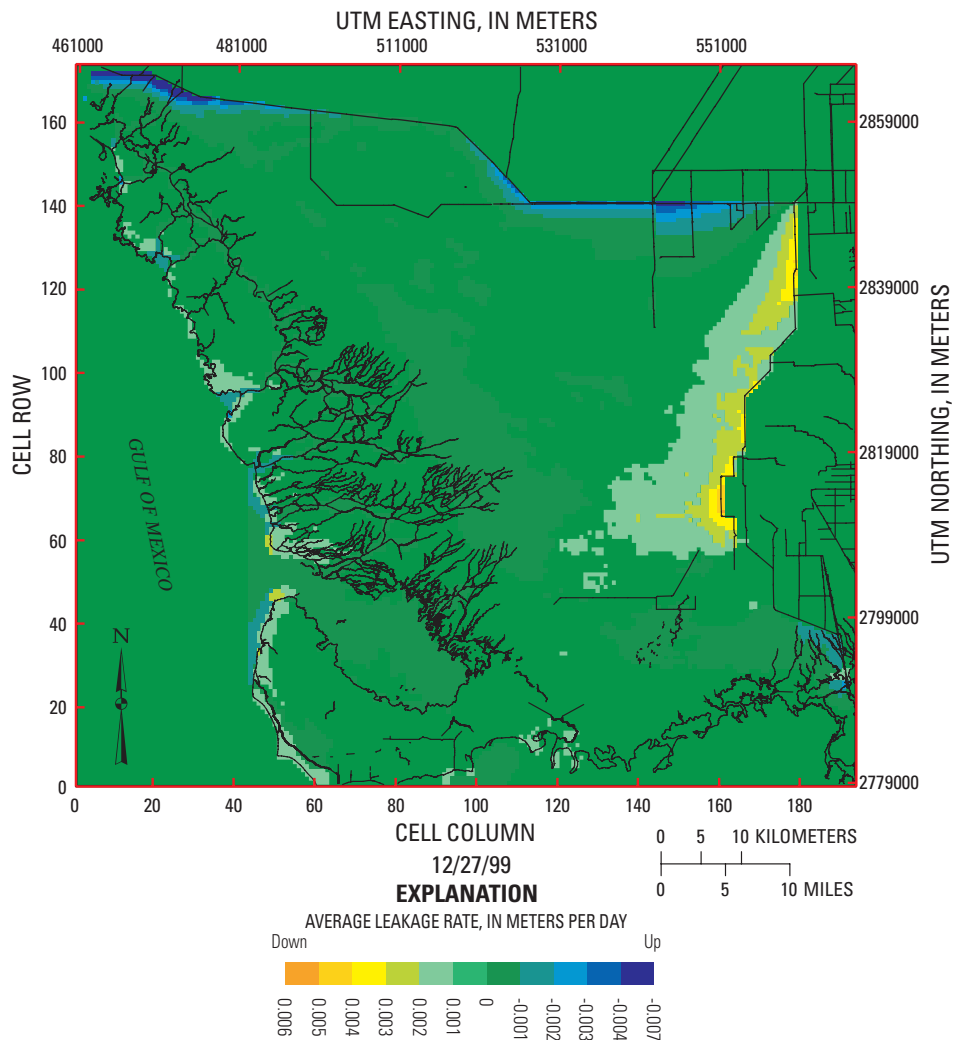 UTM EASTING, IN METERS
461000 481000 511000 531000 551000
160
140
120
100
80
60
40
20
0
CELL ROW
2859000
2839000
2819000
2799000
2779000
UTM NORTHING, IN METERS
GULF OF MEXICO
N
0 20 40 60 80 100 120 140 160 180
CELL COLUMN
0 5 10 KILOMETERS
0 5 10 MILES
12/27/99
EXPLANATION
AVERAGE LEAKAGE RATE, IN METERS PER DAY
Down Up
0.006 0.005 0.004 0.003 0.002 0.001 0 -0.001 -0.002 -0.003 -0.004 -0.007